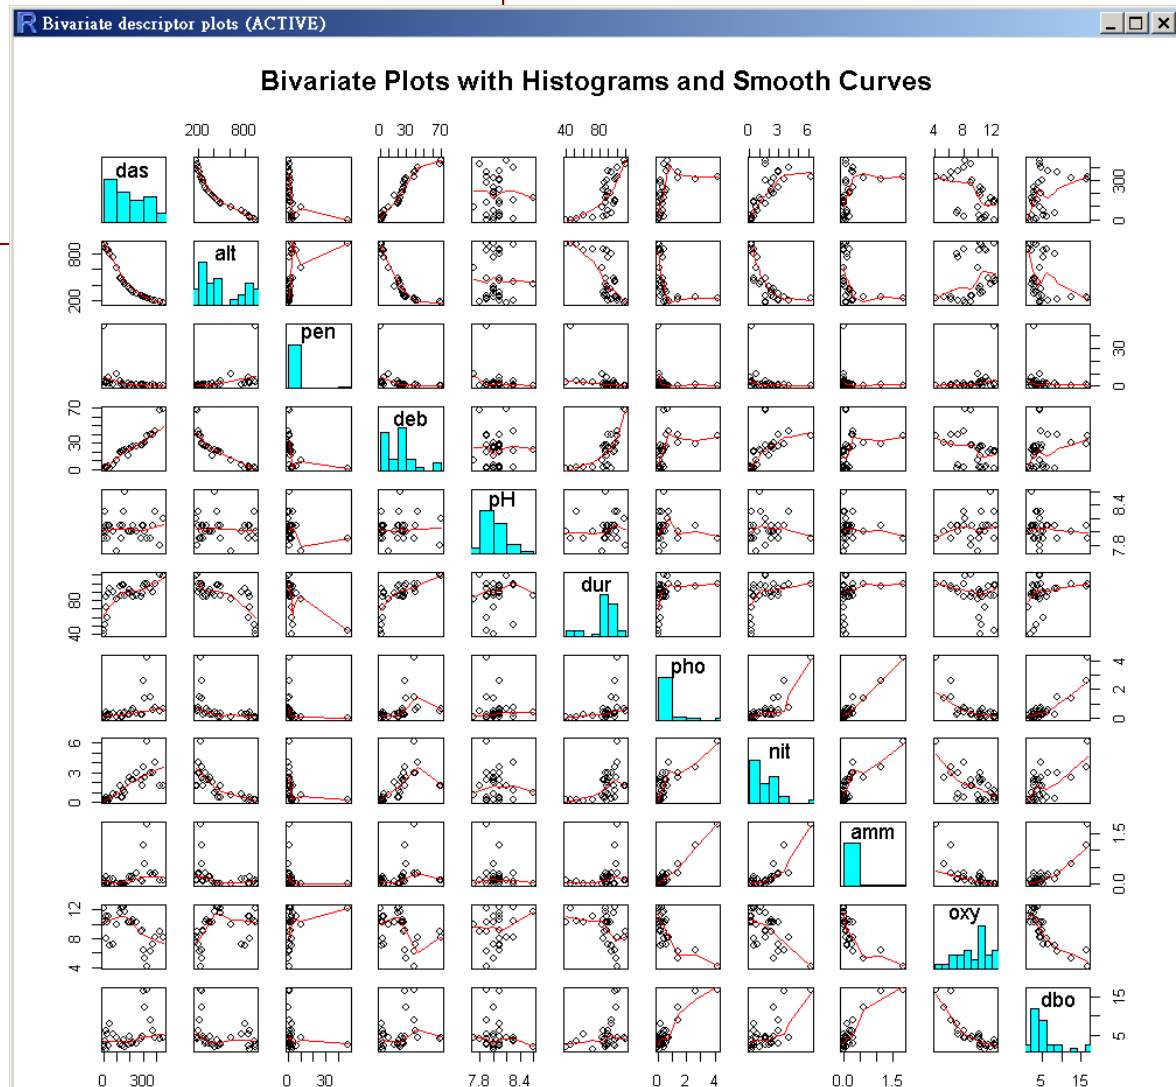 Bivariate descriptor plots (ACTIVE)
Bivariate Plots with Histograms and Smooth Curves
200 800 0 30 70 40 80 0 3 6 4 8 12
das
0 300
alt
200 800
pen
0 30
deb
0 30 70
pH
7.8 8.4
dur
40 80
pho
0 2 4
nit
0 3 6
amm
0.0 1.5
oxy
4 8 12
dbo
5 15
0 300 0 30 7.8 8.4 0 2 4 0.0 1.5 5 15